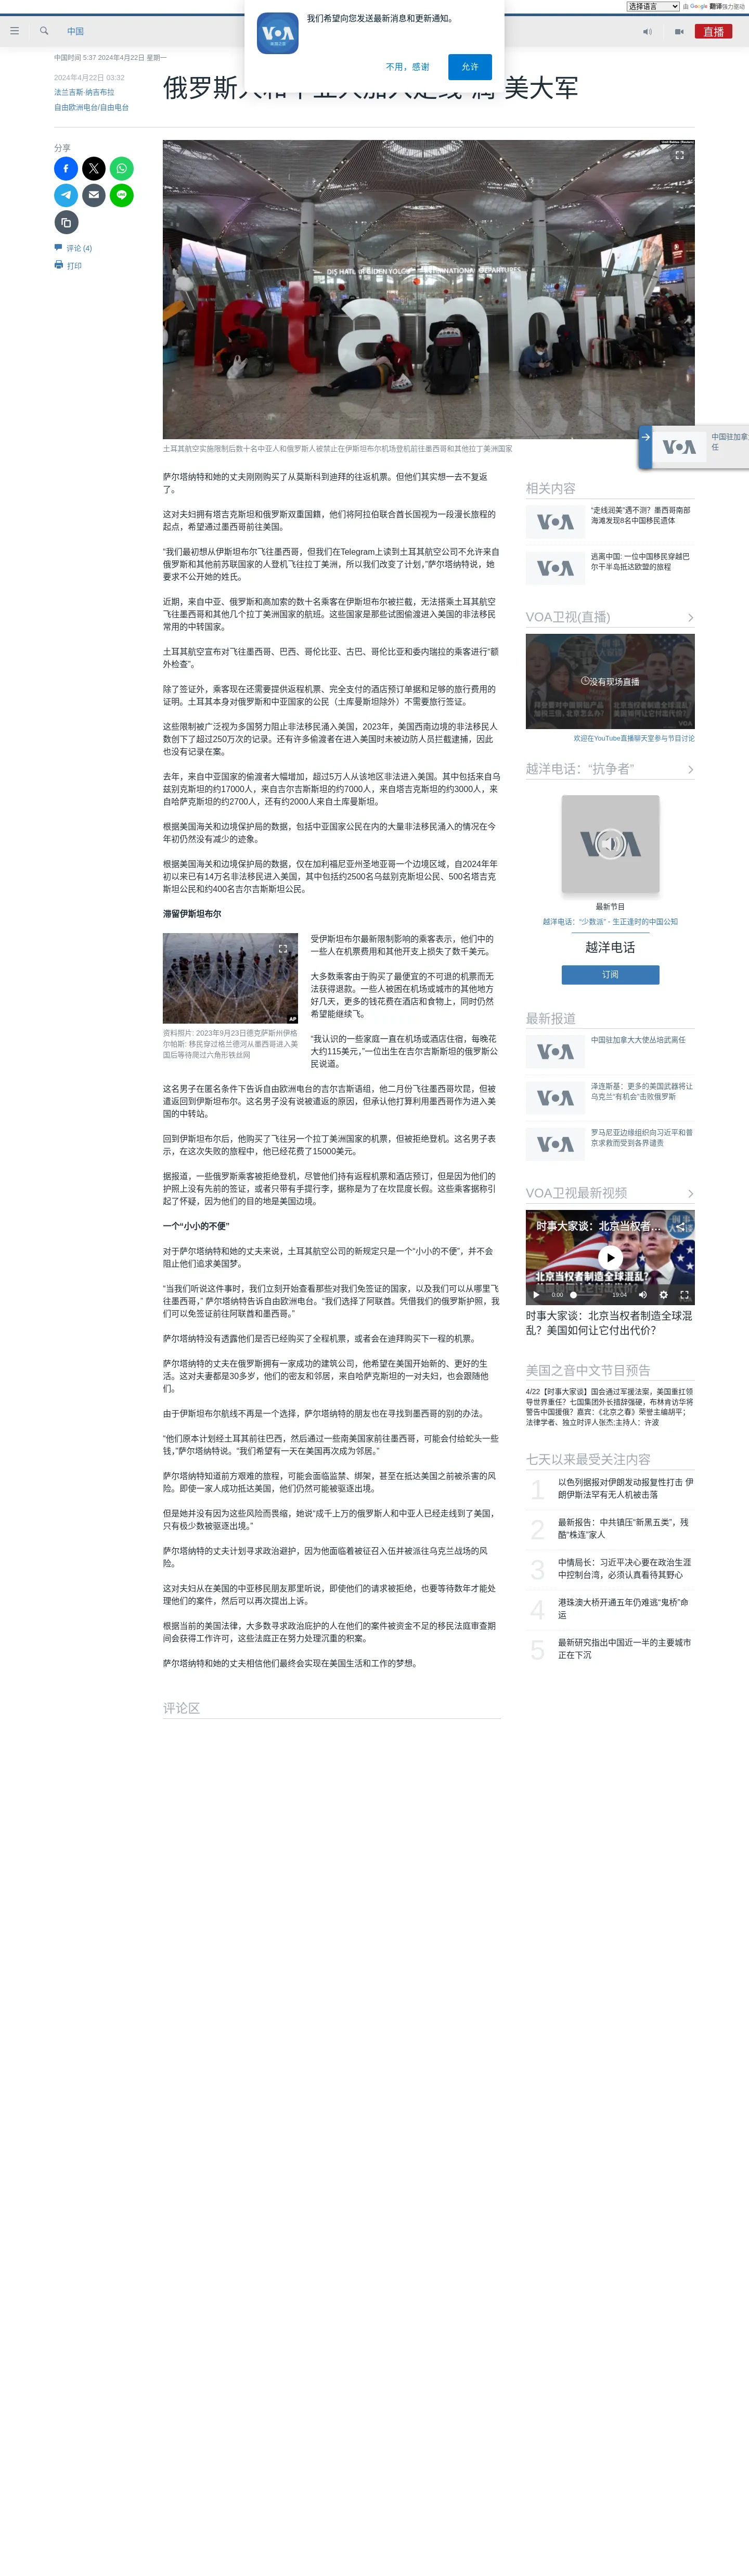 选择语言
由 Google 翻译强力驱动
我们希望向您发送最新消息和更新通知。
VOA
不用，感谢
允许
中国
直播
中国时间 5:37 2024年4月22日 星期一
2024年4月22日 03:32
法兰吉斯·纳吉布拉
自由欧洲电台/自由电台
分享
评论 (4)
打印
DIŞ HATLAR GİDEN YOLCU INTERNATIONAL DEPARTURES
istanbul
土耳其航空实施限制后数十名中亚人和俄罗斯人被禁止在伊斯坦布尔机场登机前往墨西哥和其他拉丁美洲国家
萨尔塔纳特和她的丈夫刚刚购买了从莫斯科到迪拜的往返机票。但他们其实想一去不复返
了。
这对夫妇拥有塔吉克斯坦和俄罗斯双重国籍，他们将阿拉伯联合酋长国视为一段漫长旅程的
起点，希望通过墨西哥前往美国。
“我们最初想从伊斯坦布尔飞往墨西哥，但我们在Telegram上读到土耳其航空公司不允许来自
俄罗斯和其他前苏联国家的人登机飞往拉丁美洲，所以我们改变了计划，”萨尔塔纳特说，她
要求不公开她的姓氏。
近期，来自中亚、俄罗斯和高加索的数十名乘客在伊斯坦布尔被拦截，无法搭乘土耳其航空
飞往墨西哥和其他几个拉丁美洲国家的航班。这些国家是那些试图偷渡进入美国的非法移民
常用的中转国家。
土耳其航空宣布对飞往墨西哥、巴西、哥伦比亚、古巴、哥伦比亚和委内瑞拉的乘客进行“额
外检查”。
除了签证外，乘客现在还需要提供返程机票、完全支付的酒店预订单据和足够的旅行费用的
证明。土耳其本身对俄罗斯和中亚国家的公民（土库曼斯坦除外）不需要旅行签证。
这些限制被广泛视为多国努力阻止非法移民涌入美国，2023年，美国西南边境的非法移民人
数创下了超过250万次的记录。还有许多偷渡者在进入美国时未被边防人员拦截逮捕，因此
也没有记录在案。
去年，来自中亚国家的偷渡者大幅增加，超过5万人从该地区非法进入美国。其中包括来自乌
兹别克斯坦的约17000人，来自吉尔吉斯斯坦的约7000人，来自塔吉克斯坦的约3000人，来
自哈萨克斯坦的约2700人，还有约2000人来自土库曼斯坦。
根据美国海关和边境保护局的数据，包括中亚国家公民在内的大量非法移民涌入的情况在今
年初仍然没有减少的迹象。
根据美国海关和边境保护局的数据，仅在加利福尼亚州圣地亚哥一个边境区域，自2024年年
初以来已有14万名非法移民进入美国，其中包括约2500名乌兹别克斯坦公民、500名塔吉克
斯坦公民和约400名吉尔吉斯斯坦公民。
滞留伊斯坦布尔
AP
资料照片: 2023年9月23日德克萨斯州伊格
尔帕斯: 移民穿过格兰德河从墨西哥进入美
国后等待爬过六角形铁丝网
受伊斯坦布尔最新限制影响的乘客表示，他们中的
一些人在机票费用和其他开支上损失了数千美元。
大多数乘客由于购买了最便宜的不可退的机票而无
法获得退款。一些人被困在机场或城市的其他地方
好几天，更多的钱花费在酒店和食物上，同时仍然
希望能继续飞。
“我认识的一些家庭一直在机场或酒店住宿，每晚花
大约115美元，”一位出生在吉尔吉斯斯坦的俄罗斯公
民说道。
这名男子在匿名条件下告诉自由欧洲电台的吉尔吉斯语组，他二月份飞往墨西哥坎昆，但被
遣返回到伊斯坦布尔。这名男子没有说被遣返的原因，但承认他打算利用墨西哥作为进入美
国的中转站。
回到伊斯坦布尔后，他购买了飞往另一个拉丁美洲国家的机票，但被拒绝登机。这名男子表
示，在这次失败的旅程中，他已经花费了15000美元。
据报道，一些俄罗斯乘客被拒绝登机，尽管他们持有返程机票和酒店预订，但是因为他们的
护照上没有先前的签证，或者只带有手提行李，据称是为了在坎昆度长假。这些乘客据称引
起了怀疑，因为他们的目的地是美国边境。
一个“小小的不便”
对于萨尔塔纳特和她的丈夫来说，土耳其航空公司的新规定只是一个“小小的不便”，并不会
阻止他们追求美国梦。
“当我们听说这件事时，我们立刻开始查看那些对我们免签证的国家，以及我们可以从哪里飞
往墨西哥，” 萨尔塔纳特告诉自由欧洲电台。“我们选择了阿联酋。凭借我们的俄罗斯护照，我
们可以免签证前往阿联酋和墨西哥。”
萨尔塔纳特没有透露他们是否已经购买了全程机票，或者会在迪拜购买下一程的机票。
萨尔塔纳特的丈夫在俄罗斯拥有一家成功的建筑公司，他希望在美国开始新的、更好的生
活。这对夫妻都是30多岁，他们的密友和邻居，来自哈萨克斯坦的一对夫妇，也会跟随他
们。
由于伊斯坦布尔航线不再是一个选择，萨尔塔纳特的朋友也在寻找到墨西哥的别的办法。
“他们原本计划经土耳其前往巴西，然后通过一些南美国家前往墨西哥，可能会付给蛇头一些
钱，”萨尔塔纳特说。“我们希望有一天在美国再次成为邻居。”
萨尔塔纳特知道前方艰难的旅程，可能会面临监禁、绑架，甚至在抵达美国之前被杀害的风
险。即使一家人成功抵达美国，他们仍然可能被驱逐出境。
但是她并没有因为这些风险而畏缩，她说“成千上万的俄罗斯人和中亚人已经走线到了美国，
只有极少数被驱逐出境。”
萨尔塔纳特的丈夫计划寻求政治避护，因为他面临着被征召入伍并被派往乌克兰战场的风
险。
这对夫妇从在美国的中亚移民朋友那里听说，即使他们的请求被拒绝，也要等待数年才能处
理他们的案件，然后可以再次提出上诉。
根据当前的美国法律，大多数寻求政治庇护的人在他们的案件被资金不足的移民法庭审查期
间会获得工作许可，这些法庭正在努力处理沉重的积案。
萨尔塔纳特和她的丈夫相信他们最终会实现在美国生活和工作的梦想。
评论区
中国驻加拿
任
相关内容
“走线润美”遇不测？墨西哥南部
海滩发现8名中国移民遗体
逃离中国: 一位中国移民穿越巴
尔干半岛抵达欧盟的旅程
VOA卫视(直播)
没有现场直播
欢迎在YouTube直播聊天室参与节目讨论
越洋电话：“抗争者”
最新节目
越洋电话：“少数派” - 生正逢时的中国公知
越洋电话
订阅
最新报道
中国驻加拿大大使丛培武离任
泽连斯基：更多的美国武器将让
乌克兰“有机会”击败俄罗斯
罗马尼亚边缘组织向习近平和普
京求救而受到各界谴责
VOA卫视最新视频
时事大家谈：北京当权者…
北京当权者制造全球混乱?
美国如何让它付出代价?
0:00
19:04
时事大家谈：北京当权者制造全球混
乱？美国如何让它付出代价？
美国之音中文节目预告
4/22【时事大家谈】国会通过军援法案，美国重扛领
导世界重任？七国集团外长措辞强硬，布林肯访华将
警告中国援俄？嘉宾：《北京之春》荣誉主编胡平；
法律学者、独立时评人张杰;主持人：许波
七天以来最受关注内容
1
以色列据报对伊朗发动报复性打击 伊
朗伊斯法罕有无人机被击落
2
最新报告：中共镇压“新黑五类”，残
酷“株连”家人
3
中情局长：习近平决心要在政治生涯
中控制台湾，必须认真看待其野心
4
港珠澳大桥开通五年仍难逃“鬼桥”命
运
5
最新研究指出中国近一半的主要城市
正在下沉